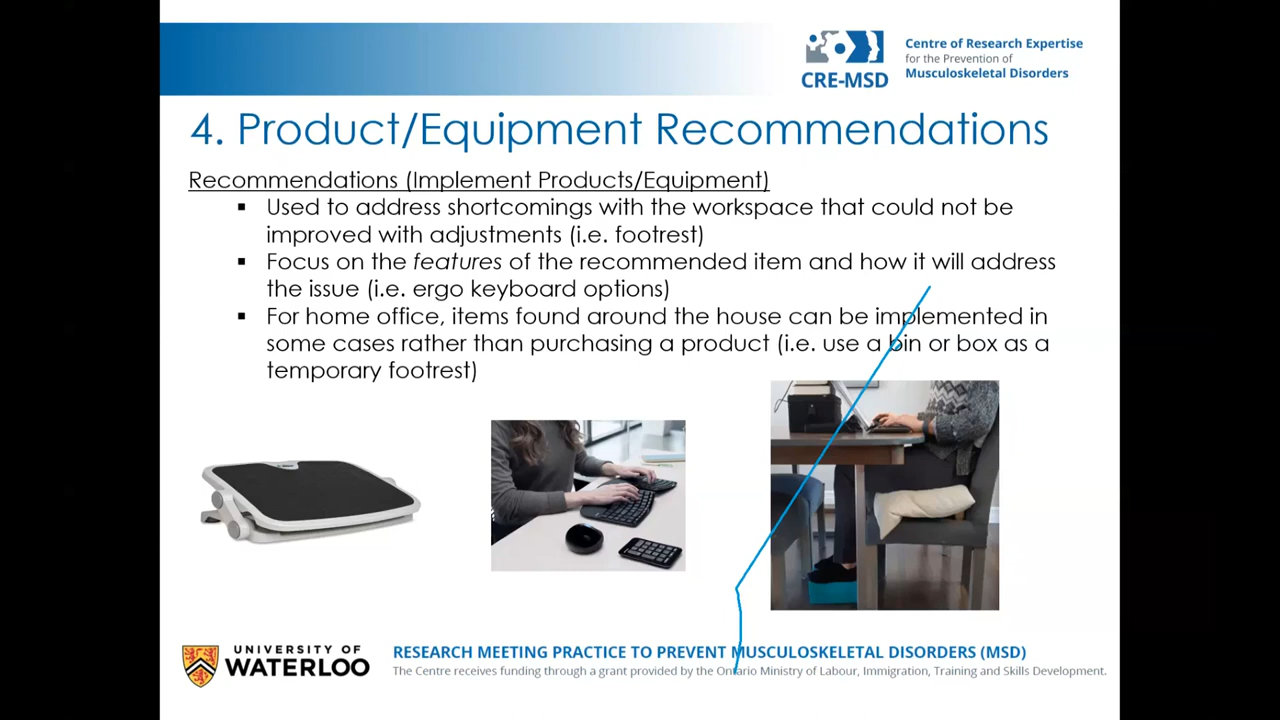 CRE-MSD
Centre of Research Expertise
for the Prevention of
Musculoskeletal Disorders
4. Product/Equipment Recommendations
Recommendations (Implement Products/Equipment)
▪ Used to address shortcomings with the workspace that could not be
improved with adjustments (i.e. footrest)
▪ Focus on the features of the recommended item and how it will address
the issue (i.e. ergo keyboard options)
▪ For home office, items found around the house can be implemented in
some cases rather than purchasing a product (i.e. use a bin or box as a
temporary footrest)
UNIVERSITY OF
WATERLOO
RESEARCH MEETING PRACTICE TO PREVENT MUSCULOSKELETAL DISORDERS (MSD)
The Centre receives funding through a grant provided by the Ontario Ministry of Labour, Immigration, Training and Skills Development.